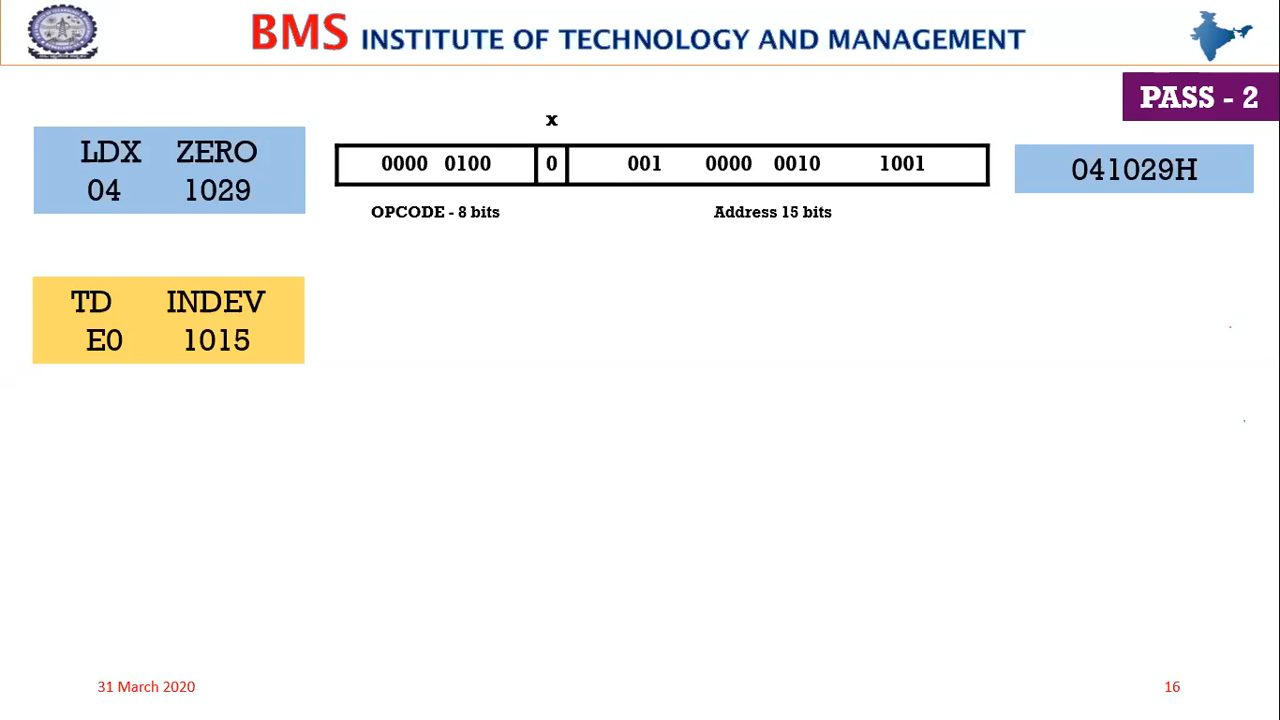 BMS INSTITUTE OF TECHNOLOGY AND MANAGEMENT
PASS - 2
x
LDX ZERO
04 1029
0000 0100 0 001 0000 0010 1001
041029H
OPCODE - 8 bits Address 15 bits
TD INDEV
E0 1015
31 March 2020 16